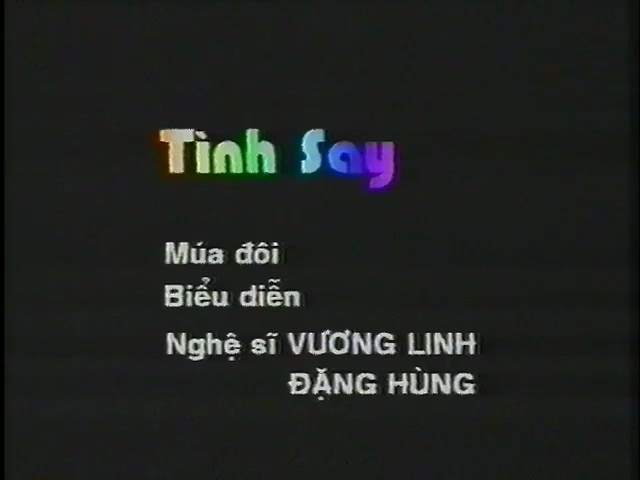 Tình Say
Múa đôi
Biểu diễn
Nghệ sĩ VƯƠNG LINH
ĐẶNG HÙNG